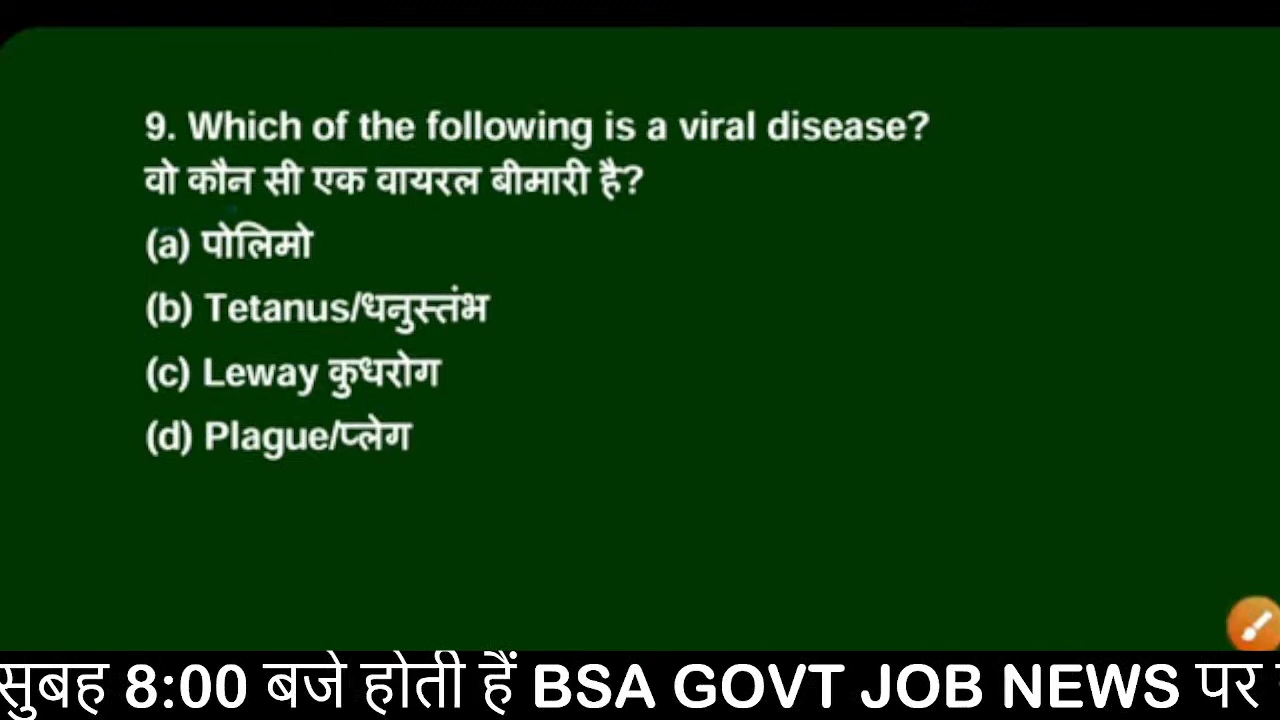 9. Which of the following is a viral disease?
वो कौन सी एक वायरल बीमारी है?
(a) पोलिमो
(b) Tetanus/धनुस्तंभ
(c) Leway कुधरोग
(d) Plague/प्लेग
सुबह 8:00 बजे होती हैं BSA GOVT JOB NEWS पर